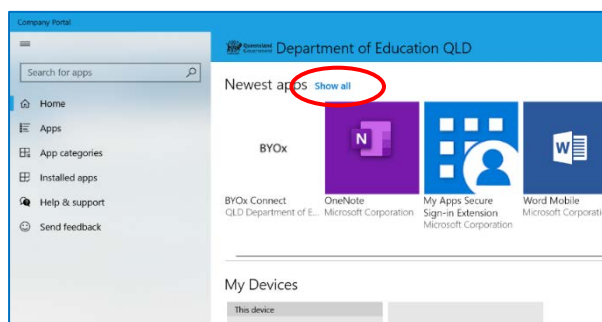 Company Portal
Search for apps
Home
Apps
App categories
Installed apps
Help & support
Send feedback
Queensland
Government
Department of Education QLD
Newest apps Show all
BYOx
N
W
BYOx Connect
QLD Department of E...
OneNote
Microsoft Corporation
My Apps Secure
Sign-in Extension
Microsoft Corporation
Word Mobile
Microsoft Corporati
My Devices
This device